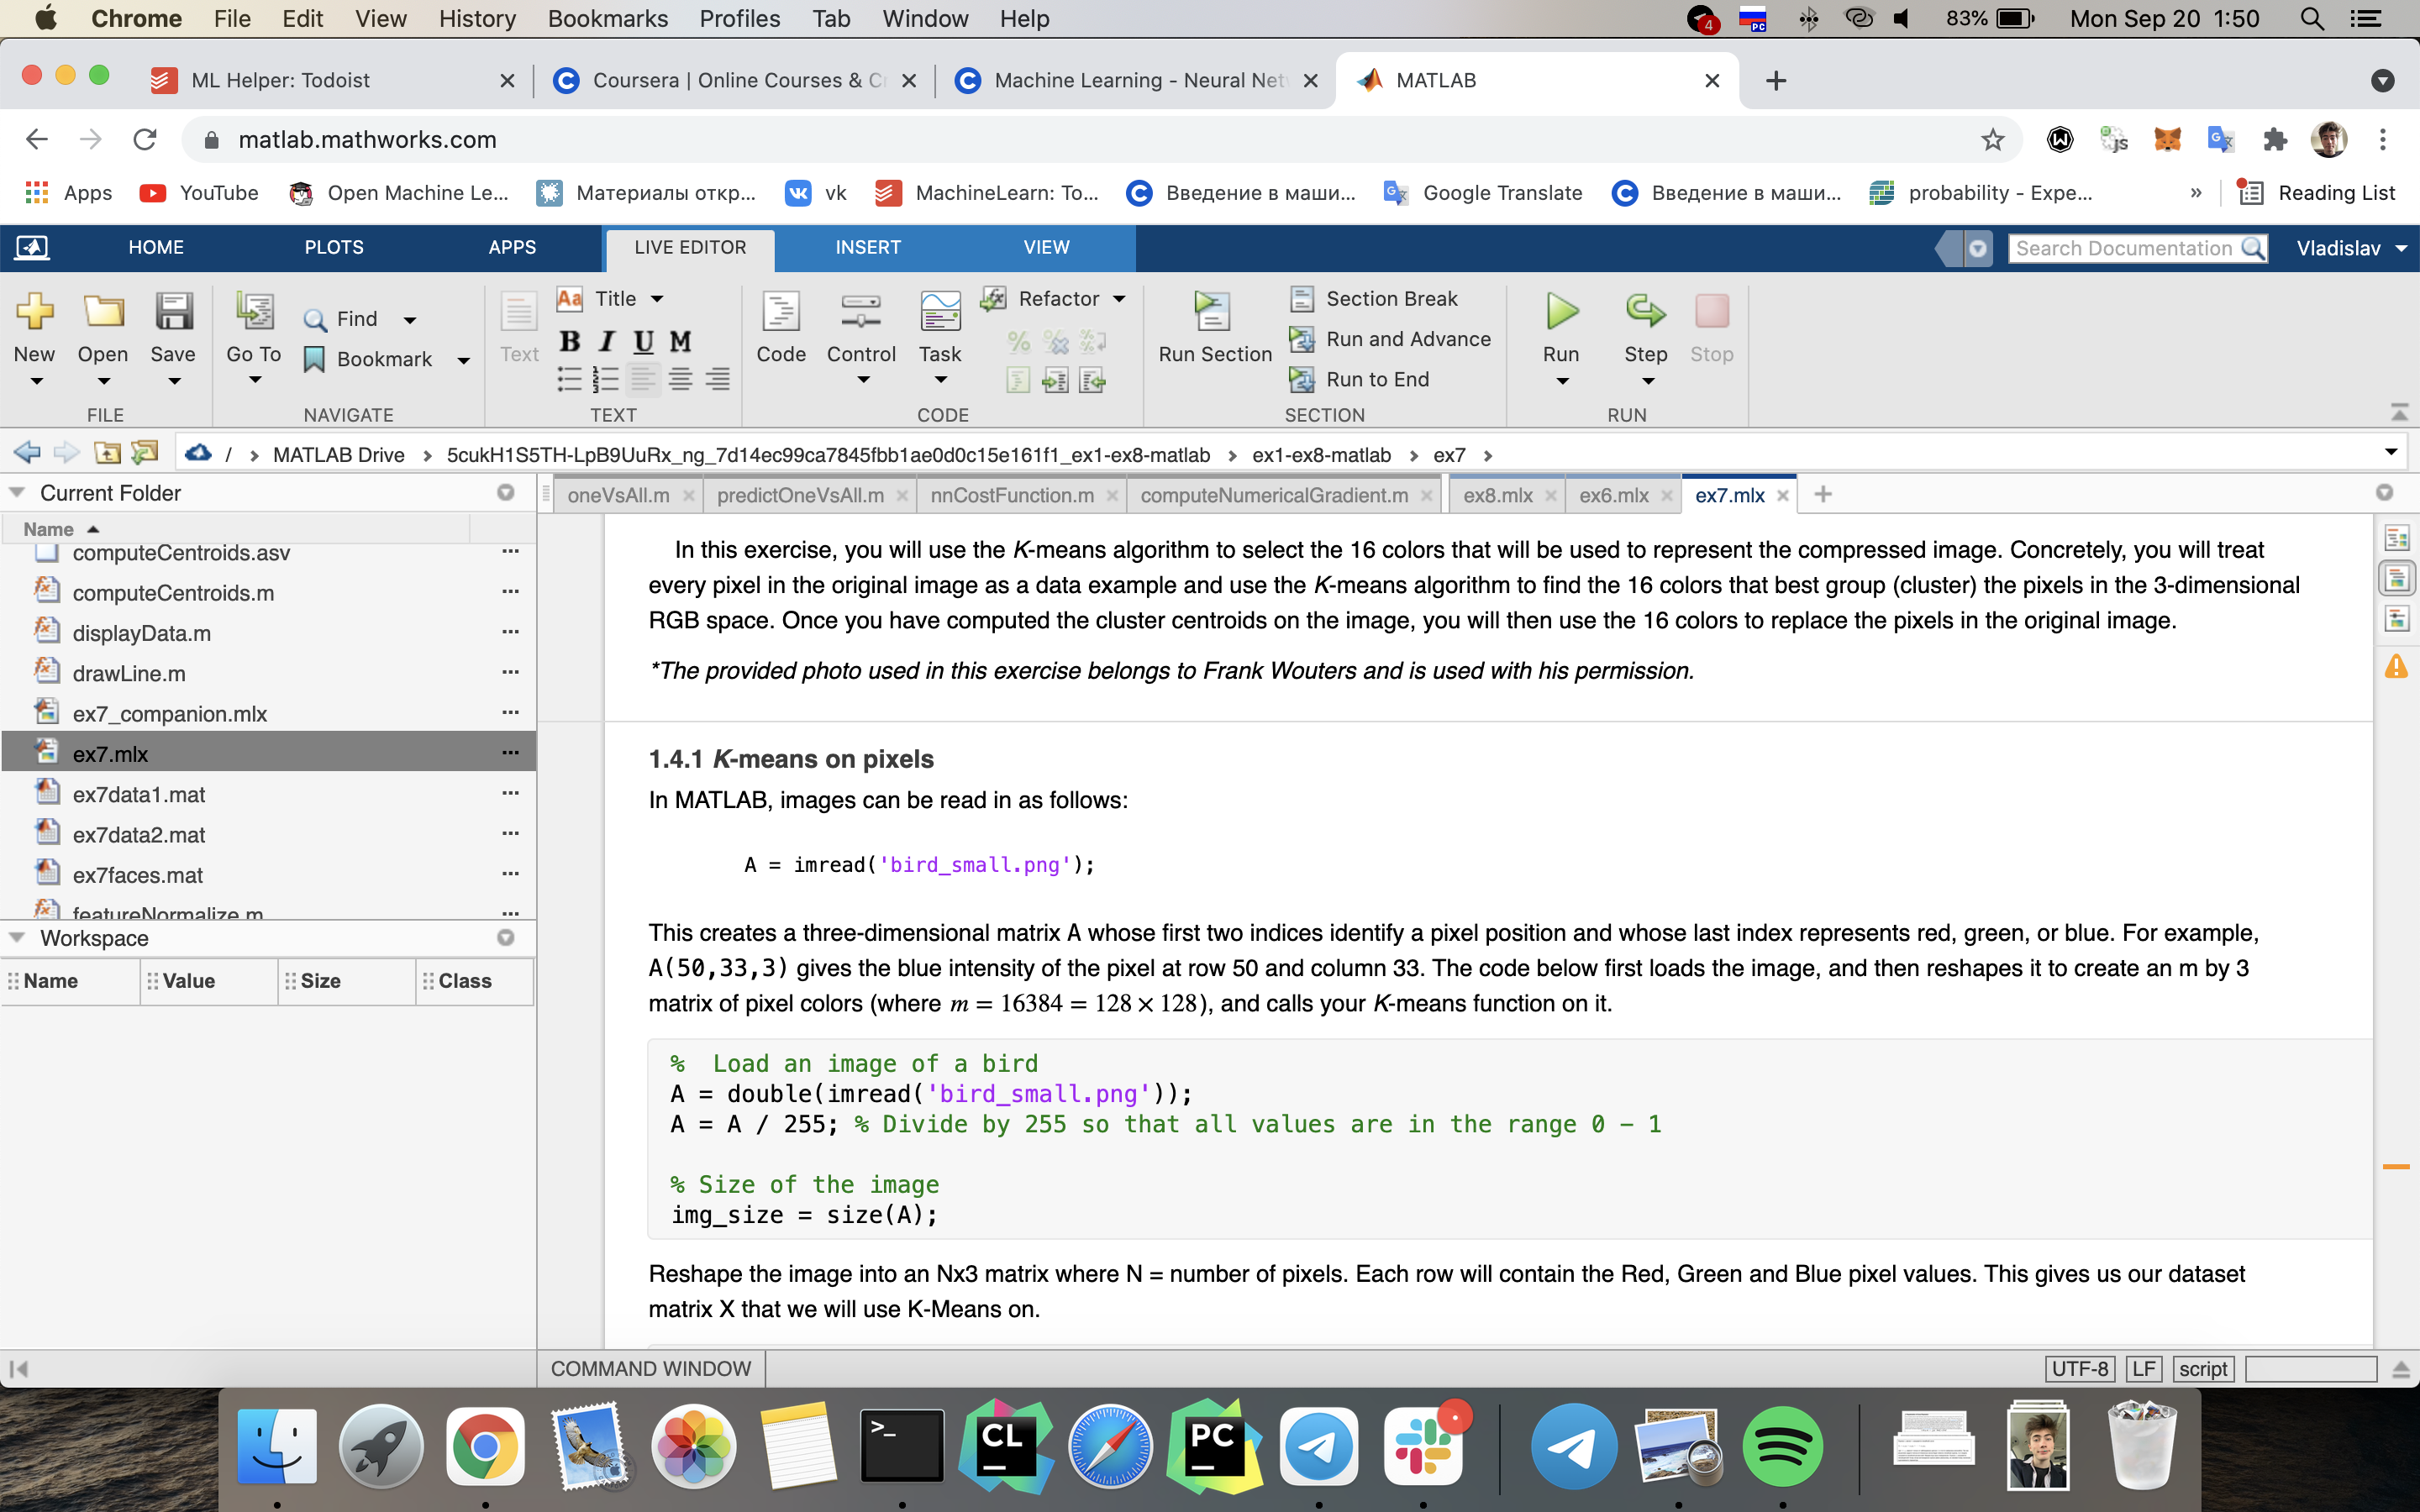 Chrome File Edit View History Bookmarks Profiles Tab Window Help 4 PC 83% Mon Sep 20 1:50
ML Helper: Todoist Coursera | Online Courses & Cr Machine Learning - Neural Net MATLAB
matlab.mathworks.com
Apps YouTube Open Machine Le... Материалы откр... vk MachineLearn: To... Введение в маши... Google Translate Введение в маши... probability - Expe... » Reading List
HOME PLOTS APPS LIVE EDITOR INSERT VIEW Search Documentation Vladislav
New Open Save Go To Find Bookmark Text Aa Title B I U M Code Control Task Refactor Run Section Section Break Run and Advance Run to End Run Step Stop
FILE NAVIGATE TEXT CODE SECTION RUN
/ › MATLAB Drive › 5cukH1S5TH-LpB9UuRx_ng_7d14ec99ca7845fbb1ae0d0c15e161f1_ex1-ex8-matlab › ex1-ex8-matlab › ex7 ›
Current Folder
Name
computeCentroids.asv
computeCentroids.m
displayData.m
drawLine.m
ex7_companion.mlx
ex7.mlx
ex7data1.mat
ex7data2.mat
ex7faces.mat
featureNormalize.m
Workspace
Name Value Size Class
oneVsAll.m predictOneVsAll.m nnCostFunction.m computeNumericalGradient.m ex8.mlx ex6.mlx ex7.mlx
In this exercise, you will use the K-means algorithm to select the 16 colors that will be used to represent the compressed image. Concretely, you will treat
every pixel in the original image as a data example and use the K-means algorithm to find the 16 colors that best group (cluster) the pixels in the 3-dimensional
RGB space. Once you have computed the cluster centroids on the image, you will then use the 16 colors to replace the pixels in the original image.
*The provided photo used in this exercise belongs to Frank Wouters and is used with his permission.
1.4.1 K-means on pixels
In MATLAB, images can be read in as follows:
A = imread('bird_small.png');
This creates a three-dimensional matrix A whose first two indices identify a pixel position and whose last index represents red, green, or blue. For example,
A(50,33,3) gives the blue intensity of the pixel at row 50 and column 33. The code below first loads the image, and then reshapes it to create an m by 3
matrix of pixel colors (where m = 16384 = 128 × 128), and calls your K-means function on it.
% Load an image of a bird
A = double(imread('bird_small.png'));
A = A / 255; % Divide by 255 so that all values are in the range 0 - 1
% Size of the image
img_size = size(A);
Reshape the image into an Nx3 matrix where N = number of pixels. Each row will contain the Red, Green and Blue pixel values. This gives us our dataset
matrix X that we will use K-Means on.
COMMAND WINDOW UTF-8 LF script
>_ CL PC